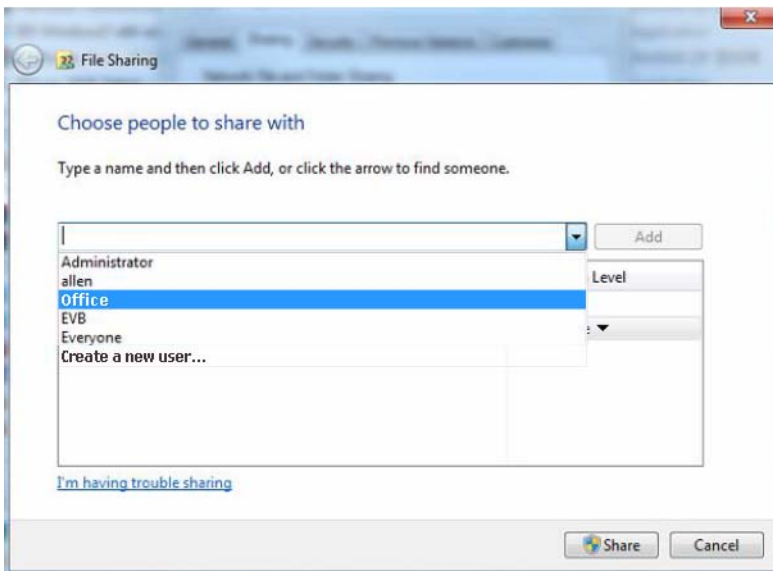 File Sharing
Choose people to share with
Type a name and then click Add, or click the arrow to find someone.
Add
Administrator
allen
Office
EVB
Everyone
Create a new user...
Level
I'm having trouble sharing
Share
Cancel